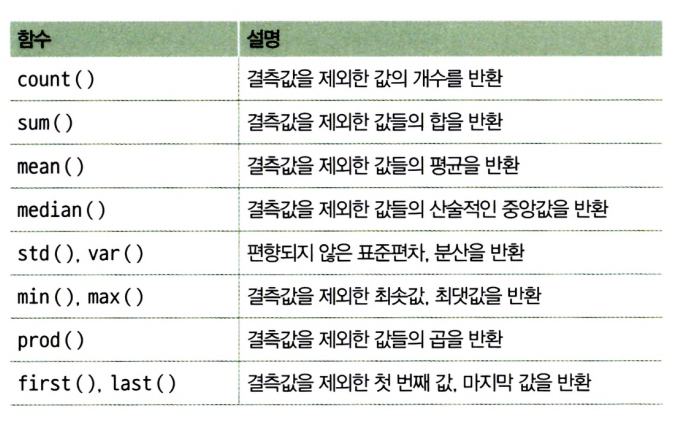 함수 설명
count() 결측값을 제외한 값의 개수를 반환
sum() 결측값을 제외한 값들의 합을 반환
mean() 결측값을 제외한 값들의 평균을 반환
median() 결측값을 제외한 값들의 산술적인 중앙값을 반환
std(), var() 편향되지 않은 표준편차, 분산을 반환
min(), max() 결측값을 제외한 최솟값, 최댓값을 반환
prod() 결측값을 제외한 값들의 곱을 반환
first(), last() 결측값을 제외한 첫 번째 값, 마지막 값을 반환